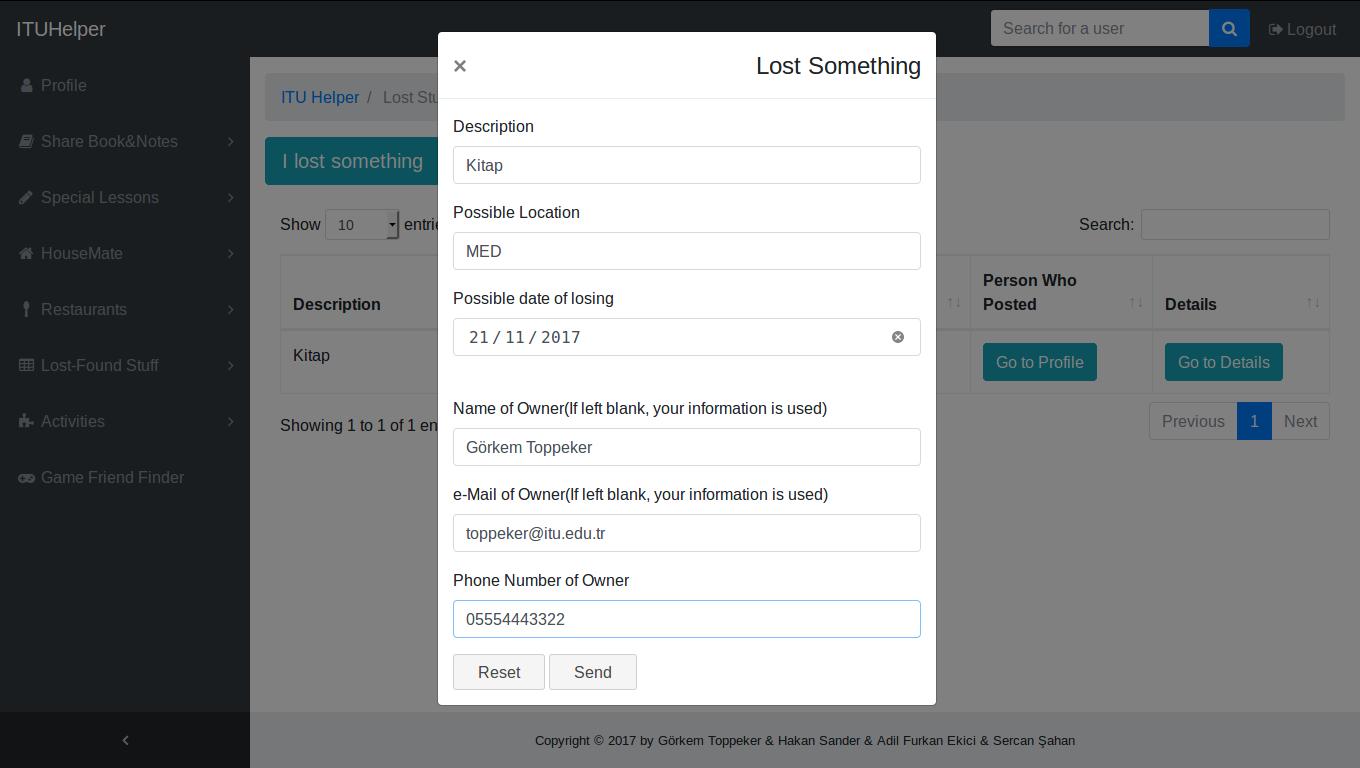 ITUHelper
Search for a user
Logout
Profile
Share Book&Notes
Special Lessons
HouseMate
Restaurants
Lost-Found Stuff
Activities
Game Friend Finder
ITU Helper / Lost Stu
I lost something
Show 10 entrie
Search:
Description
Person Who
Posted
Details
Kitap
Go to Profile
Go to Details
Showing 1 to 1 of 1 en
Previous 1 Next
×
Lost Something
Description
Kitap
Possible Location
MED
Possible date of losing
21 / 11 / 2017
Name of Owner(If left blank, your information is used)
Görkem Toppeker
e-Mail of Owner(If left blank, your information is used)
toppeker@itu.edu.tr
Phone Number of Owner
05554443322
Reset Send
Copyright © 2017 by Görkem Toppeker & Hakan Sander & Adil Furkan Ekici & Sercan Şahan